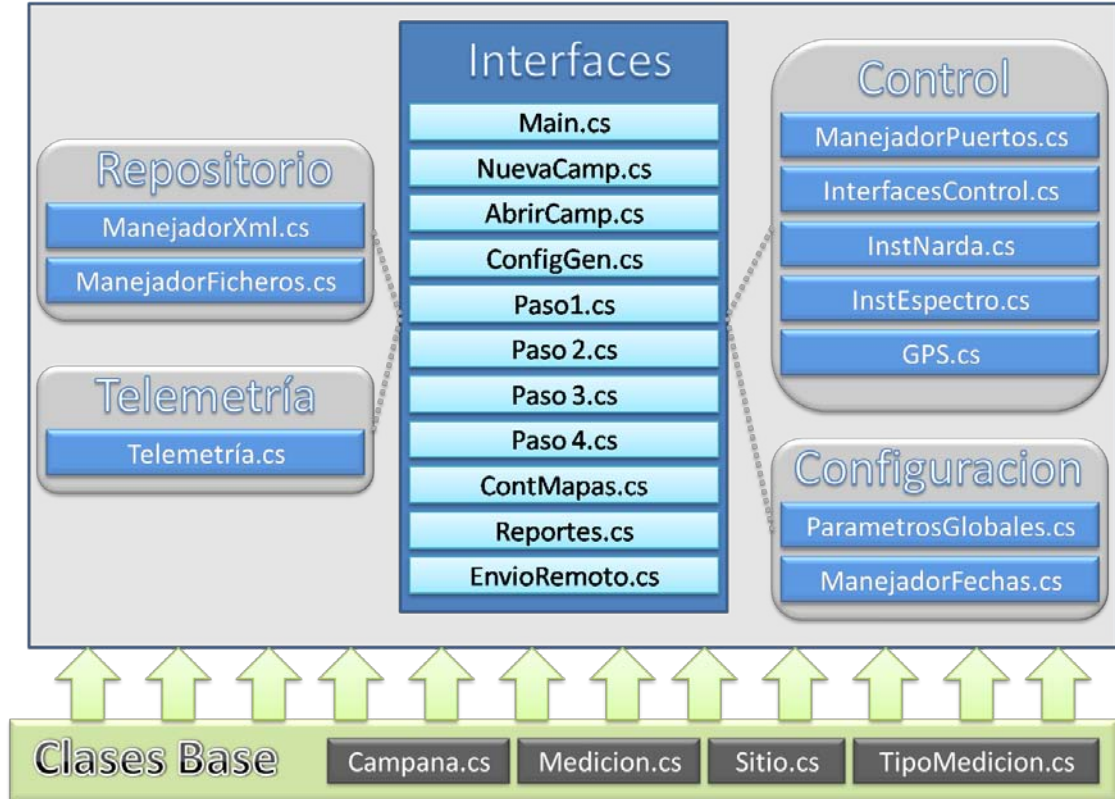 Repositorio
ManejadorXml.cs
ManejadorFicheros.cs
Telemetría
Telemetría.cs
Interfaces
Main.cs
NuevaCamp.cs
AbrirCamp.cs
ConfigGen.cs
Paso1.cs
Paso 2.cs
Paso 3.cs
Paso 4.cs
ContMapas.cs
Reportes.cs
EnvioRemoto.cs
Control
ManejadorPuertos.cs
InterfacesControl.cs
InstNarda.cs
InstEspectro.cs
GPS.cs
Configuracion
ParametrosGlobales.cs
ManejadorFechas.cs
Clases Base
Campana.cs
Medicion.cs
Sitio.cs
TipoMedicion.cs